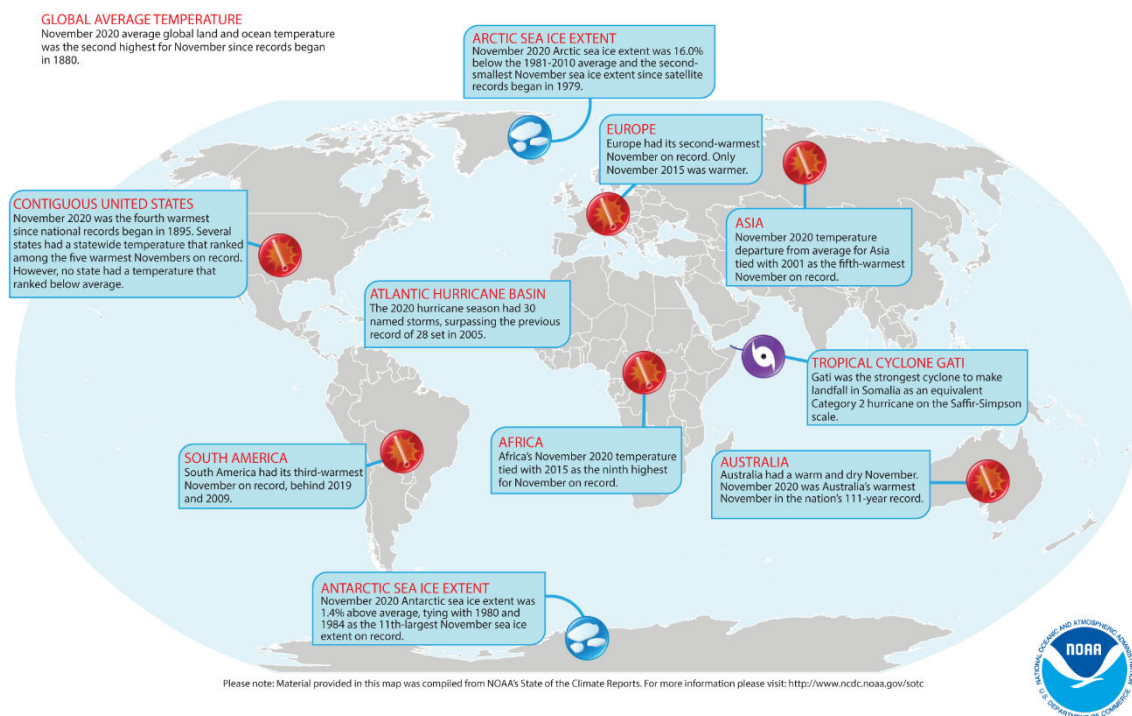 GLOBAL AVERAGE TEMPERATURE
November 2020 average global land and ocean temperature
was the second highest for November since records began
in 1880.
ARCTIC SEA ICE EXTENT
November 2020 Arctic sea ice extent was 16.0%
below the 1981-2010 average and the second-
smallest November sea ice extent since satellite
records began in 1979.
EUROPE
Europe had its second-warmest
November on record. Only
November 2015 was warmer.
CONTIGUOUS UNITED STATES
November 2020 was the fourth warmest
since national records began in 1895. Several
states had a statewide temperature that ranked
among the five warmest Novembers on record.
However, no state had a temperature that
ranked below average.
ASIA
November 2020 temperature
departure from average for Asia
tied with 2001 as the fifth-warmest
November on record.
ATLANTIC HURRICANE BASIN
The 2020 hurricane season had 30
named storms, surpassing the previous
record of 28 set in 2005.
TROPICAL CYCLONE GATI
Gati was the strongest cyclone to make
landfall in Somalia as an equivalent
Category 2 hurricane on the Saffir-Simpson
scale.
SOUTH AMERICA
South America had its third-warmest
November on record, behind 2019
and 2009.
AFRICA
Africa's November 2020 temperature
tied with 2015 as the ninth highest
for November on record.
AUSTRALIA
Australia had a warm and dry November.
November 2020 was Australia's warmest
November in the nation's 111-year record.
ANTARCTIC SEA ICE EXTENT
November 2020 Antarctic sea ice extent was
1.4% above average, tying with 1980 and
1984 as the 11th-largest November sea ice
extent on record.
Please note: Material provided in this map was compiled from NOAA's State of the Climate Reports. For more information please visit: http://www.ncdc.noaa.gov/sotc
NATIONAL OCEANIC AND ATMOSPHERIC ADMINISTRATION
NOAA
U.S. DEPARTMENT OF COMMERCE